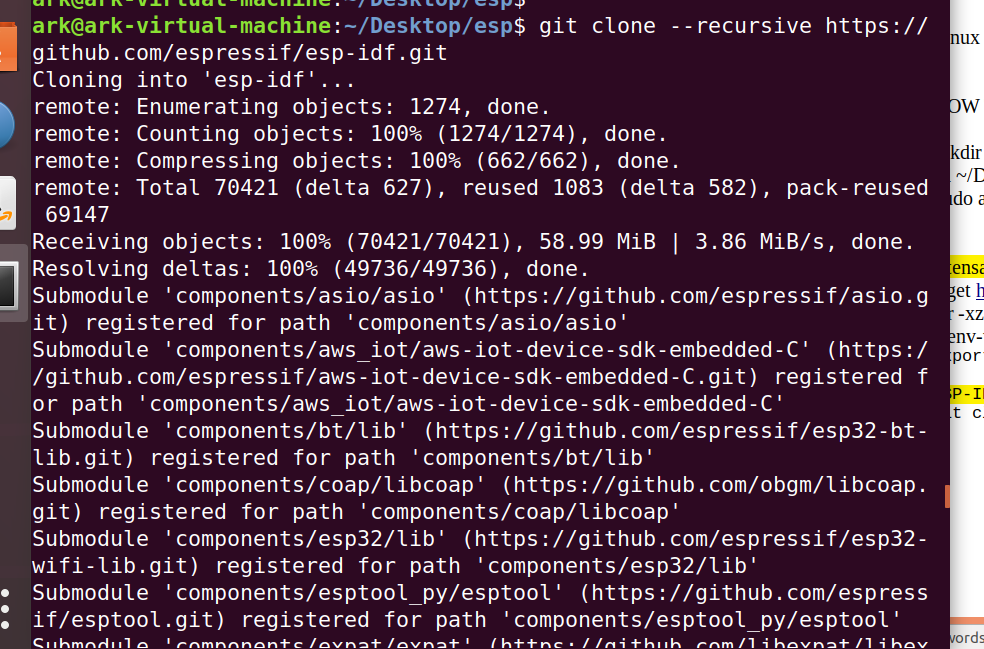 ark@ark-virtual-machine:~/Desktop/esp$
ark@ark-virtual-machine:~/Desktop/esp$ git clone --recursive https://
github.com/espressif/esp-idf.git
Cloning into 'esp-idf'...
remote: Enumerating objects: 1274, done.
remote: Counting objects: 100% (1274/1274), done.
remote: Compressing objects: 100% (662/662), done.
remote: Total 70421 (delta 627), reused 1083 (delta 582), pack-reused
69147
Receiving objects: 100% (70421/70421), 58.99 MiB | 3.86 MiB/s, done.
Resolving deltas: 100% (49736/49736), done.
Submodule 'components/asio/asio' (https://github.com/espressif/asio.g
it) registered for path 'components/asio/asio'
Submodule 'components/aws_iot/aws-iot-device-sdk-embedded-C' (https:/
/github.com/espressif/aws-iot-device-sdk-embedded-C.git) registered f
or path 'components/aws_iot/aws-iot-device-sdk-embedded-C'
Submodule 'components/bt/lib' (https://github.com/espressif/esp32-bt-
lib.git) registered for path 'components/bt/lib'
Submodule 'components/coap/libcoap' (https://github.com/obgm/libcoap.
git) registered for path 'components/coap/libcoap'
Submodule 'components/esp32/lib' (https://github.com/espressif/esp32-
wifi-lib.git) registered for path 'components/esp32/lib'
Submodule 'components/esptool_py/esptool' (https://github.com/espress
if/esptool.git) registered for path 'components/esptool_py/esptool'
Submodule 'components/expat/expat' (https://github.com/libexpat/libex
nux
OW
kdir
~/D
udo a
tensa
get h
r -xz
env-
port
SP-I
it c
words